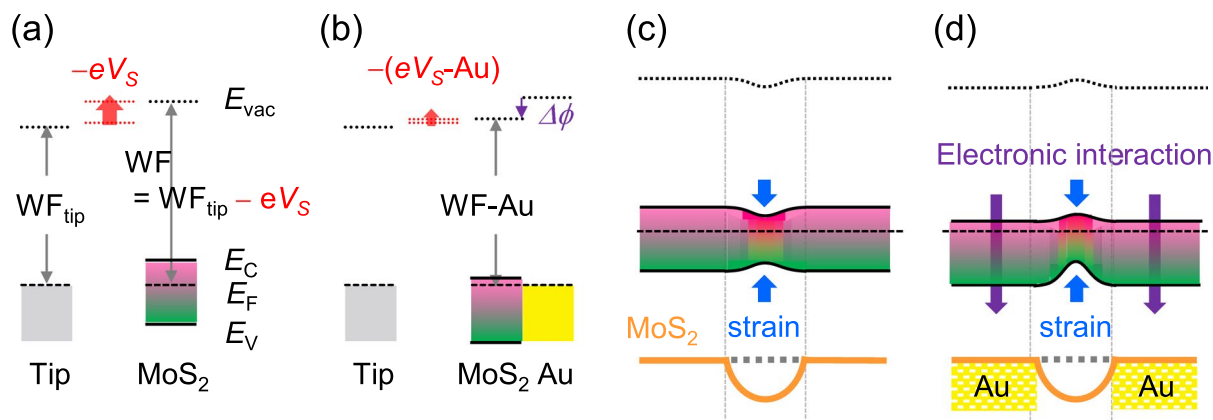 (a)
−eVS
Evac
WF
= WFtip − eVS
WFtip
EC
EF
EV
Tip
MoS2
(b)
−(eVS-Au)
Δϕ
WF-Au
Tip
MoS2 Au
(c)
strain
MoS2
(d)
Electronic interaction
strain
Au
Au